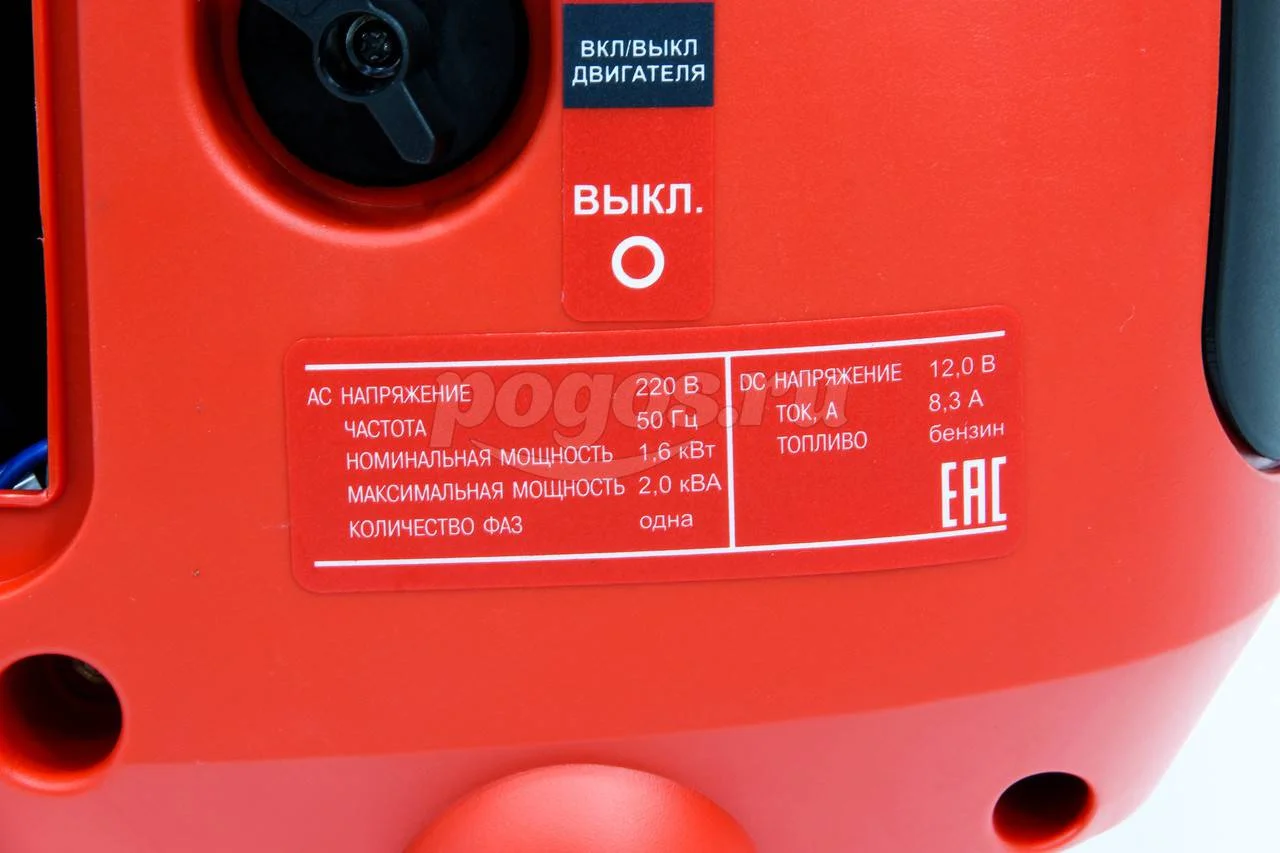 ВКЛ/ВЫКЛ
ДВИГАТЕЛЯ
ВЫКЛ.
AC НАПРЯЖЕНИЕ 220 В
ЧАСТОТА 50 Гц
НОМИНАЛЬНАЯ МОЩНОСТЬ 1,6 кВт
МАКСИМАЛЬНАЯ МОЩНОСТЬ 2,0 кВА
КОЛИЧЕСТВО ФАЗ одна
DC НАПРЯЖЕНИЕ 12,0 В
ТОК, А 8,3 А
ТОПЛИВО бензин
EAC
pogos.ru